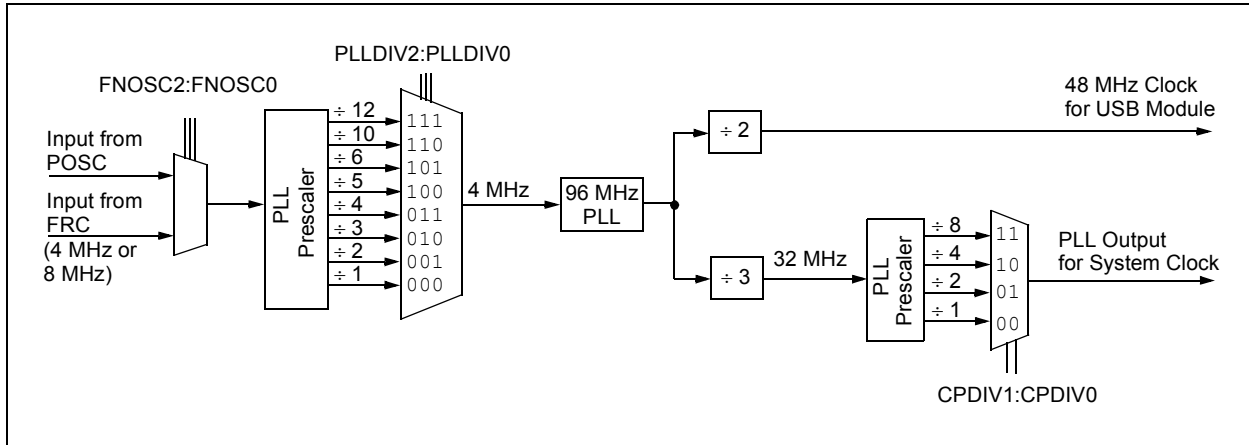 PLLDIV2:PLLDIV0
FNOSC2:FNOSC0
Input from
POSC
Input from
FRC
(4 MHz or
8 MHz)
PLL
Prescaler
÷ 12
÷ 10
÷ 6
÷ 5
÷ 4
÷ 3
÷ 2
÷ 1
111
110
101
100
011
010
001
000
4 MHz
96 MHz
PLL
÷ 2
48 MHz Clock
for USB Module
÷ 3
32 MHz
PLL
Prescaler
÷ 8
÷ 4
÷ 2
÷ 1
11
10
01
00
PLL Output
for System Clock
CPDIV1:CPDIV0